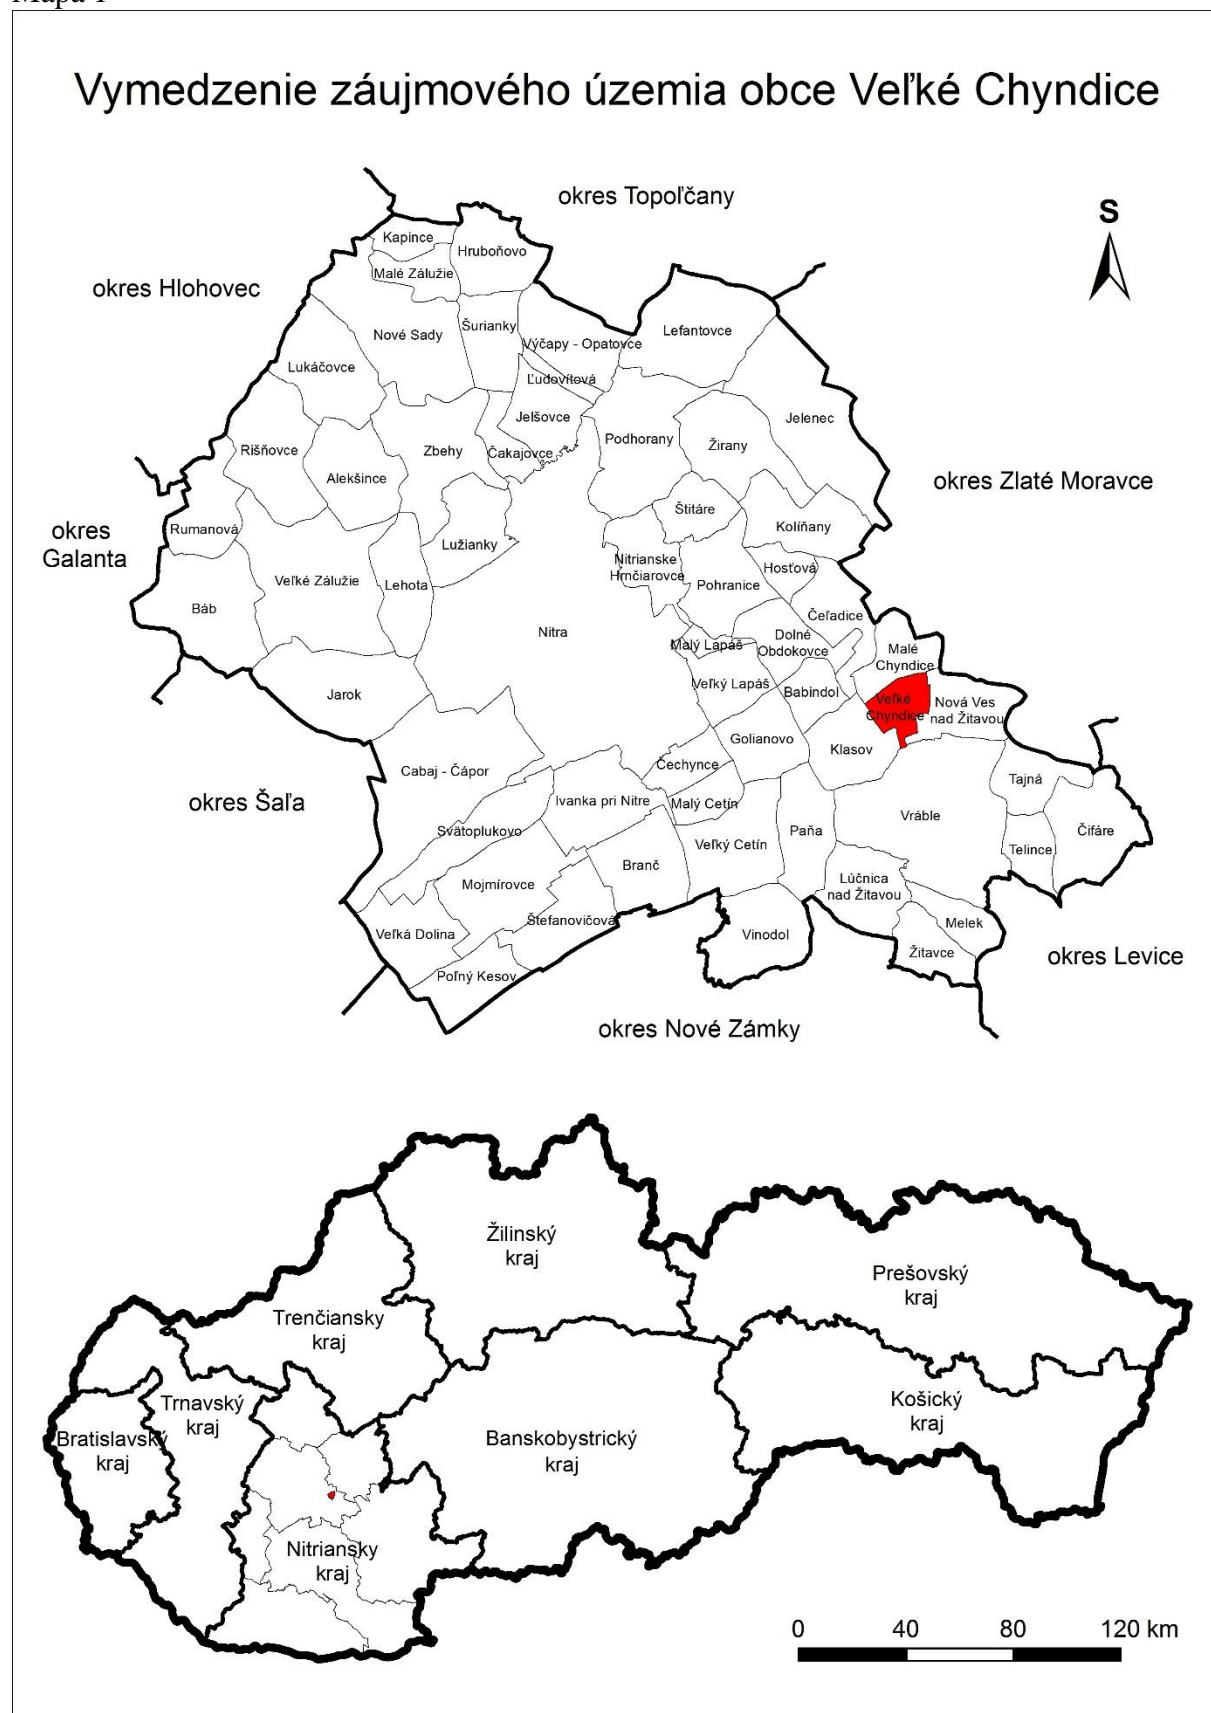 Mapa 1
Vymedzenie záujmového územia obce Veľké Chyndice
okres Topoľčany
S
Kapince
Hruboňovo
Malé Zálužie
okres Hlohovec
Nové Sady
Šurianky
Výčapy - Opatovce
Lefantovce
Lukáčovce
Ľudovítová
Jelšovce
Jelenec
Rišňovce
Zbehy
Čakajovce
Podhorany
Žirany
Alekšince
okres Zlaté Moravce
Štitáre
Kolíňany
okres
Galanta
Rumanová
Lužianky
Nitrianske
Hrnčiarovce
Hosťová
Veľké Zálužie
Lehota
Pohranice
Báb
Čeľadice
Nitra
Dolné
Obdokovce
Malý Lapáš
Malé
Chyndice
Veľký Lapáš
Babindol
Jarok
Veľké
Chyndice
Nová Ves
nad Žitavou
Golianovo
Klasov
Cabaj - Čápor
Čechynce
Tajná
okres Šaľa
Ivanka pri Nitre
Malý Cetín
Vráble
Svätoplukovo
Paňa
Čifáre
Veľký Cetín
Telince
Branč
Mojmírovce
Lúčnica
nad Žitavou
Štefanovičová
Melek
Veľká Dolina
Vinodol
Žitavce
okres Levice
Poľný Kesov
okres Nové Zámky
Žilinský
kraj
Prešovský
kraj
Trenčiansky
kraj
Trnavský
kraj
Košický
kraj
Bratislavský
kraj
Banskobystrický
kraj
Nitriansky
kraj
0 40 80 120 km